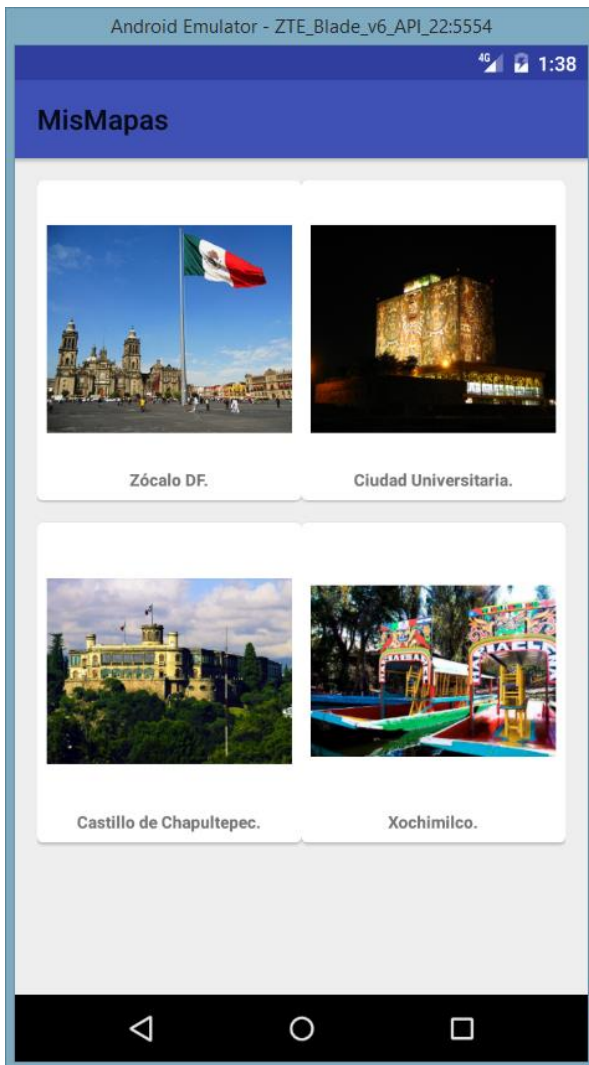 Android Emulator - ZTE_Blade_v6_API_22:5554
4G 1:38
MisMapas
Zócalo DF.
Ciudad Universitaria.
Castillo de Chapultepec.
Xochimilco.